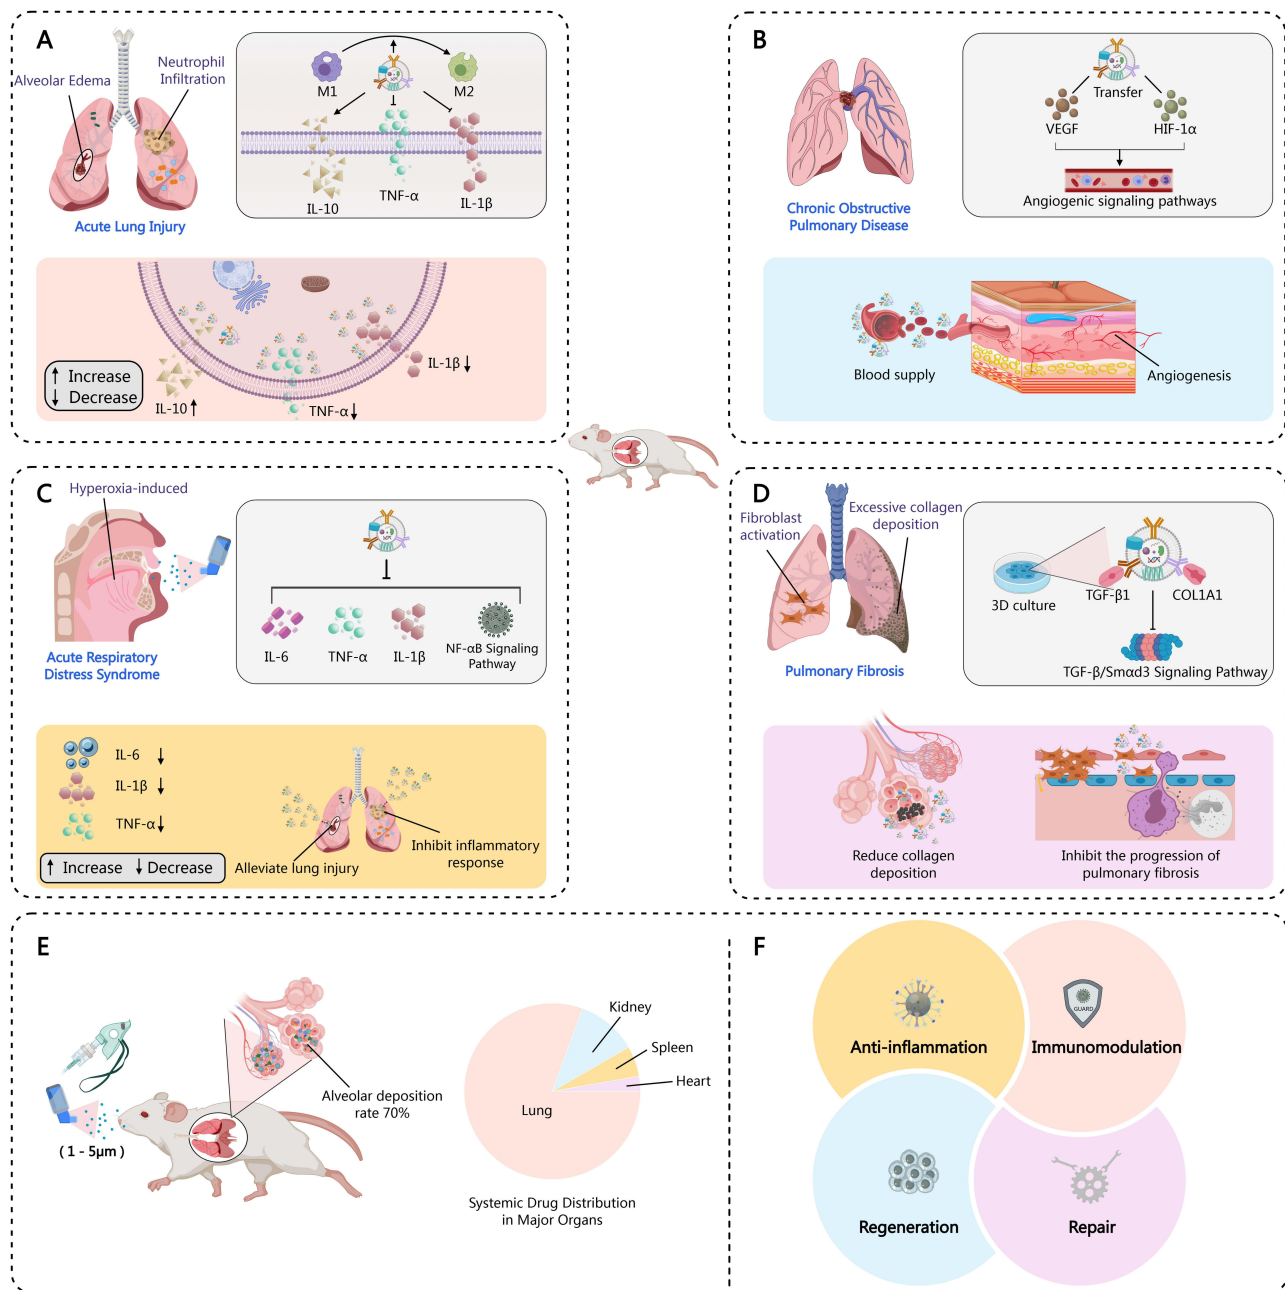 A
Neutrophil
Infiltration
Alveolar Edema
M1
M2
IL-10
TNF-α
IL-1β
Acute Lung Injury
↑ Increase
↓ Decrease
IL-10 ↑
TNF-α ↓
IL-1β ↓
B
Transfer
VEGF
HIF-1α
Angiogenic signaling pathways
Chronic Obstructive
Pulmonary Disease
Blood supply
Angiogenesis
C
Hyperoxia-induced
IL-6
TNF-α
IL-1β
NF-αB Signaling
Pathway
Acute Respiratory
Distress Syndrome
IL-6 ↓
IL-1β ↓
TNF-α ↓
↑ Increase ↓ Decrease
Alleviate lung injury
Inhibit inflammatory
response
D
Fibroblast
activation
Excessive collagen
deposition
3D culture
TGF-β1
COL1A1
TGF-β/Smαd3 Signaling Pathway
Pulmonary Fibrosis
Reduce collagen
deposition
Inhibit the progression of
pulmonary fibrosis
E
( 1 - 5μm )
Alveolar deposition
rate 70%
Kidney
Spleen
Heart
Lung
Systemic Drug Distribution
in Major Organs
F
Anti-inflammation
GUARD
Immunomodulation
Regeneration
Repair